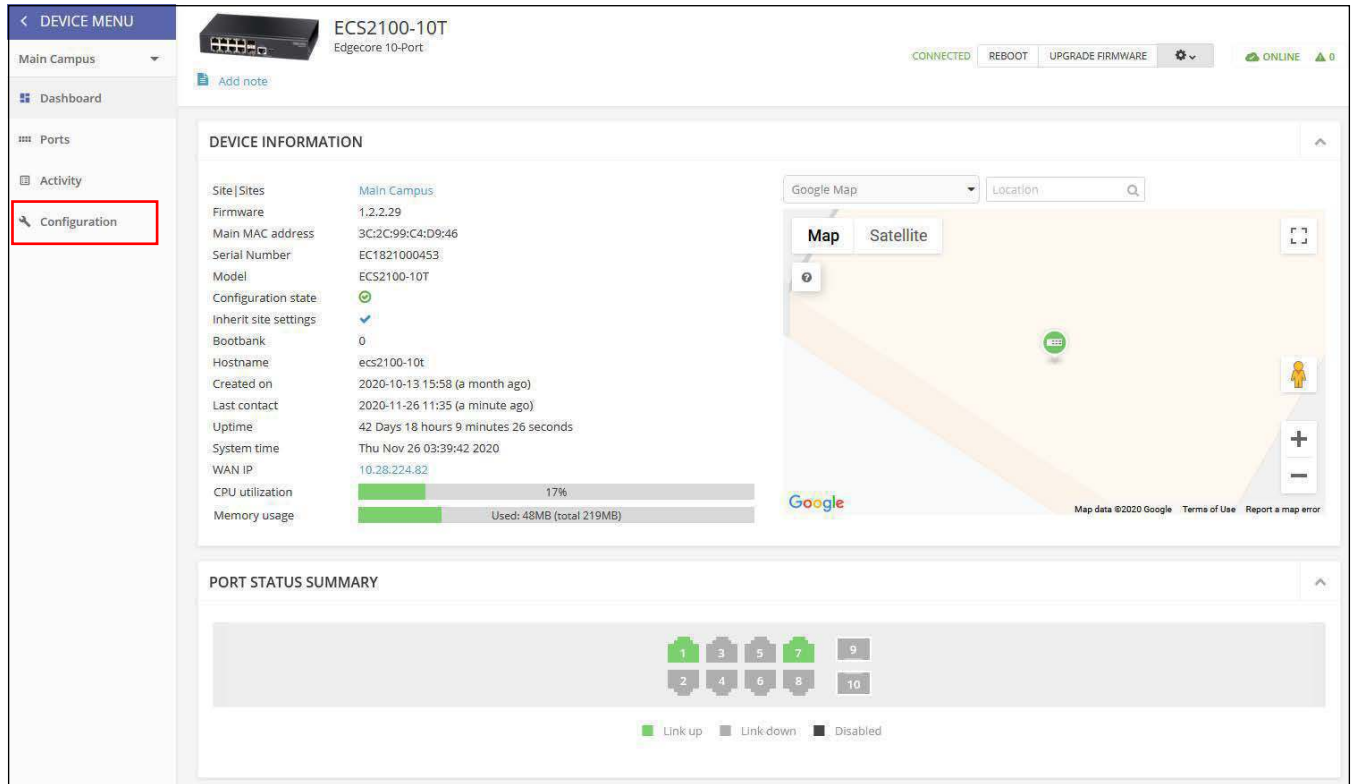 DEVICE MENU
Main Campus
Dashboard
Ports
Activity
Configuration
ECS2100-10T
Edgecore 10-Port
Add note
CONNECTED REBOOT UPGRADE FIRMWARE ONLINE 0
DEVICE INFORMATION
Site|Sites Main Campus
Firmware 1.2.2.29
Main MAC address 3C:2C:99:C4:D9:46
Serial Number EC1821000453
Model ECS2100-10T
Configuration state
Inherit site settings
Bootbank 0
Hostname ecs2100-10t
Created on 2020-10-13 15:58 (a month ago)
Last contact 2020-11-26 11:35 (a minute ago)
Uptime 42 Days 18 hours 9 minutes 26 seconds
System time Thu Nov 26 03:39:42 2020
WAN IP 10.28.224.82
CPU utilization 17%
Memory usage Used: 48MB (total 219MB)
Google Map Location
Map Satellite
?
+
−
Google Map data ©2020 Google Terms of Use Report a map error
PORT STATUS SUMMARY
1 3 5 7 9
2 4 6 8 10
Link up Link down Disabled